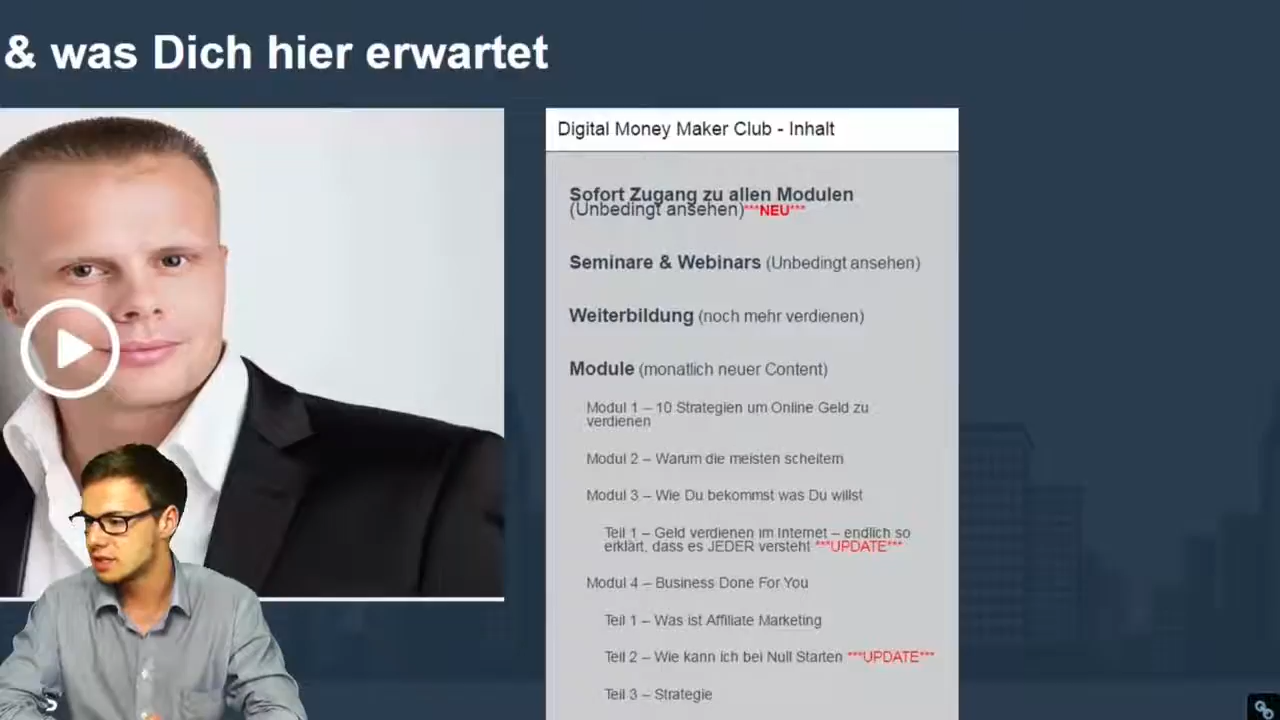 & was Dich hier erwartet
Digital Money Maker Club - Inhalt
Sofort Zugang zu allen Modulen
(Unbedingt ansehen)***NEU***
Seminare & Webinars (Unbedingt ansehen)
Weiterbildung (noch mehr verdienen)
Module (monatlich neuer Content)
Modul 1 – 10 Strategien um Online Geld zu
verdienen
Modul 2 – Warum die meisten scheitern
Modul 3 – Wie Du bekommst was Du willst
Teil 1 – Geld verdienen im Internet – endlich so
erklärt, dass es JEDER versteht ***UPDATE***
Modul 4 – Business Done For You
Teil 1 – Was ist Affiliate Marketing
Teil 2 – Wie kann ich bei Null Starten ***UPDATE***
Teil 3 – Strategie